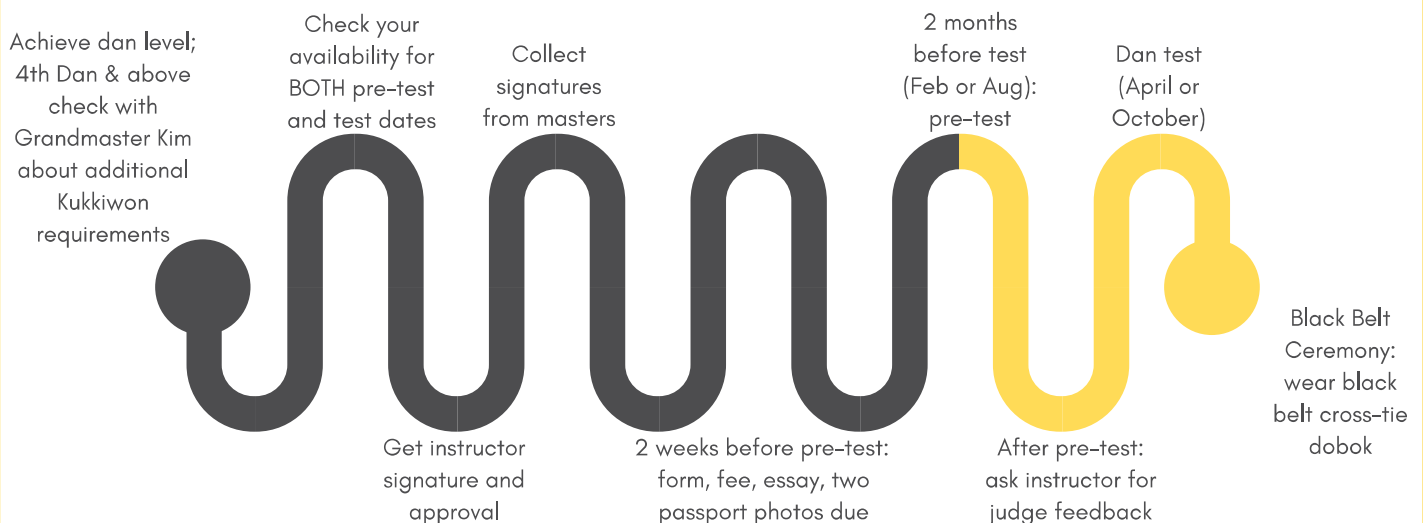 Achieve dan level;
4th Dan & above
check with
Grandmaster Kim
about additional
Kukkiwon
requirements
Check your
availability for
BOTH pre-test
and test dates
Get instructor
signature and
approval
Collect
signatures
from masters
2 weeks before pre-test:
form, fee, essay, two
passport photos due
2 months
before test
(Feb or Aug):
pre-test
After pre-test:
ask instructor for
judge feedback
Dan test
(April or
October)
Black Belt
Ceremony:
wear black
belt cross-tie
dobok